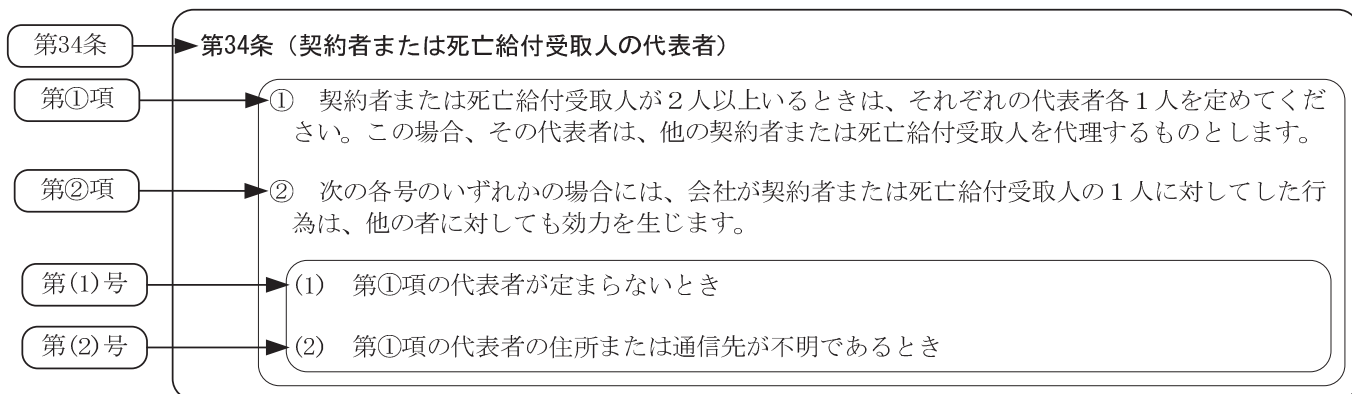 第34条
第34条（契約者または死亡給付受取人の代表者）
第①項
①　契約者または死亡給付受取人が２人以上いるときは、それぞれの代表者各１人を定めてくだ
さい。この場合、その代表者は、他の契約者または死亡給付受取人を代理するものとします。
第②項
②　次の各号のいずれかの場合には、会社が契約者または死亡給付受取人の１人に対してした行
為は、他の者に対しても効力を生じます。
第(1)号
(1)　第①項の代表者が定まらないとき
第(2)号
(2)　第①項の代表者の住所または通信先が不明であるとき